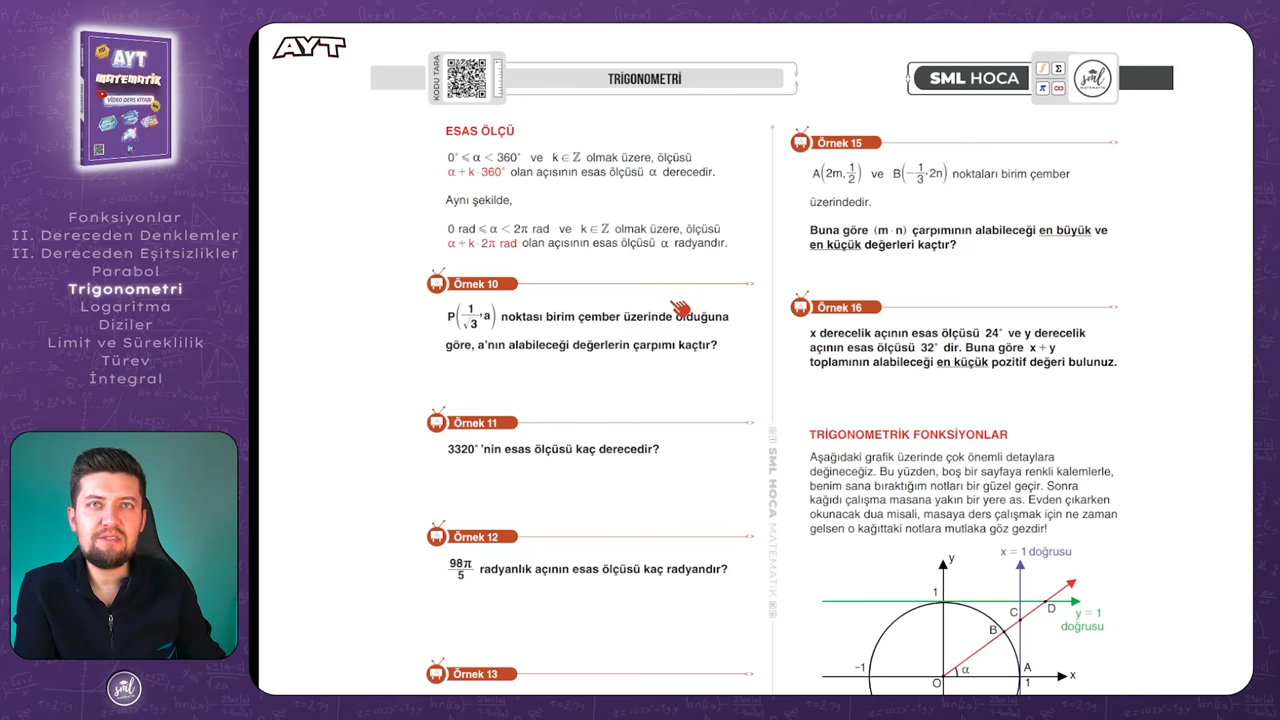 AYT
MATEMATİK
VİDEO DERS KİTABI
Fonksiyonlar
II. Dereceden Denklemler
II. Dereceden Eşitsizlikler
Parabol
Trigonometri
Logaritma
Diziler
Limit ve Süreklilik
Türev
İntegral
sml
AYT
KODU TARA
TRİGONOMETRİ
SML HOCA
∫ Σ
π ∞
sml
MATEMATİK
ESAS ÖLÇÜ
0° ⩽ α < 360° ve k ∈ ℤ olmak üzere, ölçüsü
α + k · 360° olan açısının esas ölçüsü α derecedir.
Aynı şekilde,
0 rad ⩽ α < 2π rad ve k ∈ ℤ olmak üzere, ölçüsü
α + k · 2π rad olan açısının esas ölçüsü α radyandır.
Örnek 10
P(1/√3, a) noktası birim çember üzerinde olduğuna
göre, a'nın alabileceği değerlerin çarpımı kaçtır?
Örnek 11
3320° 'nin esas ölçüsü kaç derecedir?
Örnek 12
98π/5 radyanlık açının esas ölçüsü kaç radyandır?
Örnek 13
SML HOCA MATEMATİK
Örnek 15
A(2m, 1/2) ve B(-1/3, 2n) noktaları birim çember
üzerindedir.
Buna göre (m · n) çarpımının alabileceği en büyük ve
en küçük değerleri kaçtır?
Örnek 16
x derecelik açının esas ölçüsü 24° ve y derecelik
açının esas ölçüsü 32° dir. Buna göre x + y
toplamının alabileceği en küçük pozitif değeri bulunuz.
TRİGONOMETRİK FONKSİYONLAR
Aşağıdaki grafik üzerinde çok önemli detaylara
değineceğiz. Bu yüzden, boş bir sayfaya renkli kalemlerle,
benim sana bıraktığım notları bir güzel geçir. Sonra
kağıdı çalışma masana yakın bir yere as. Evden çıkarken
okunacak dua misali, masaya ders çalışmak için ne zaman
gelsen o kağıttaki notlara mutlaka göz gezdir!
x = 1 doğrusu
y
1
C
D
y = 1
doğrusu
B
-1
α
A
x
O
1